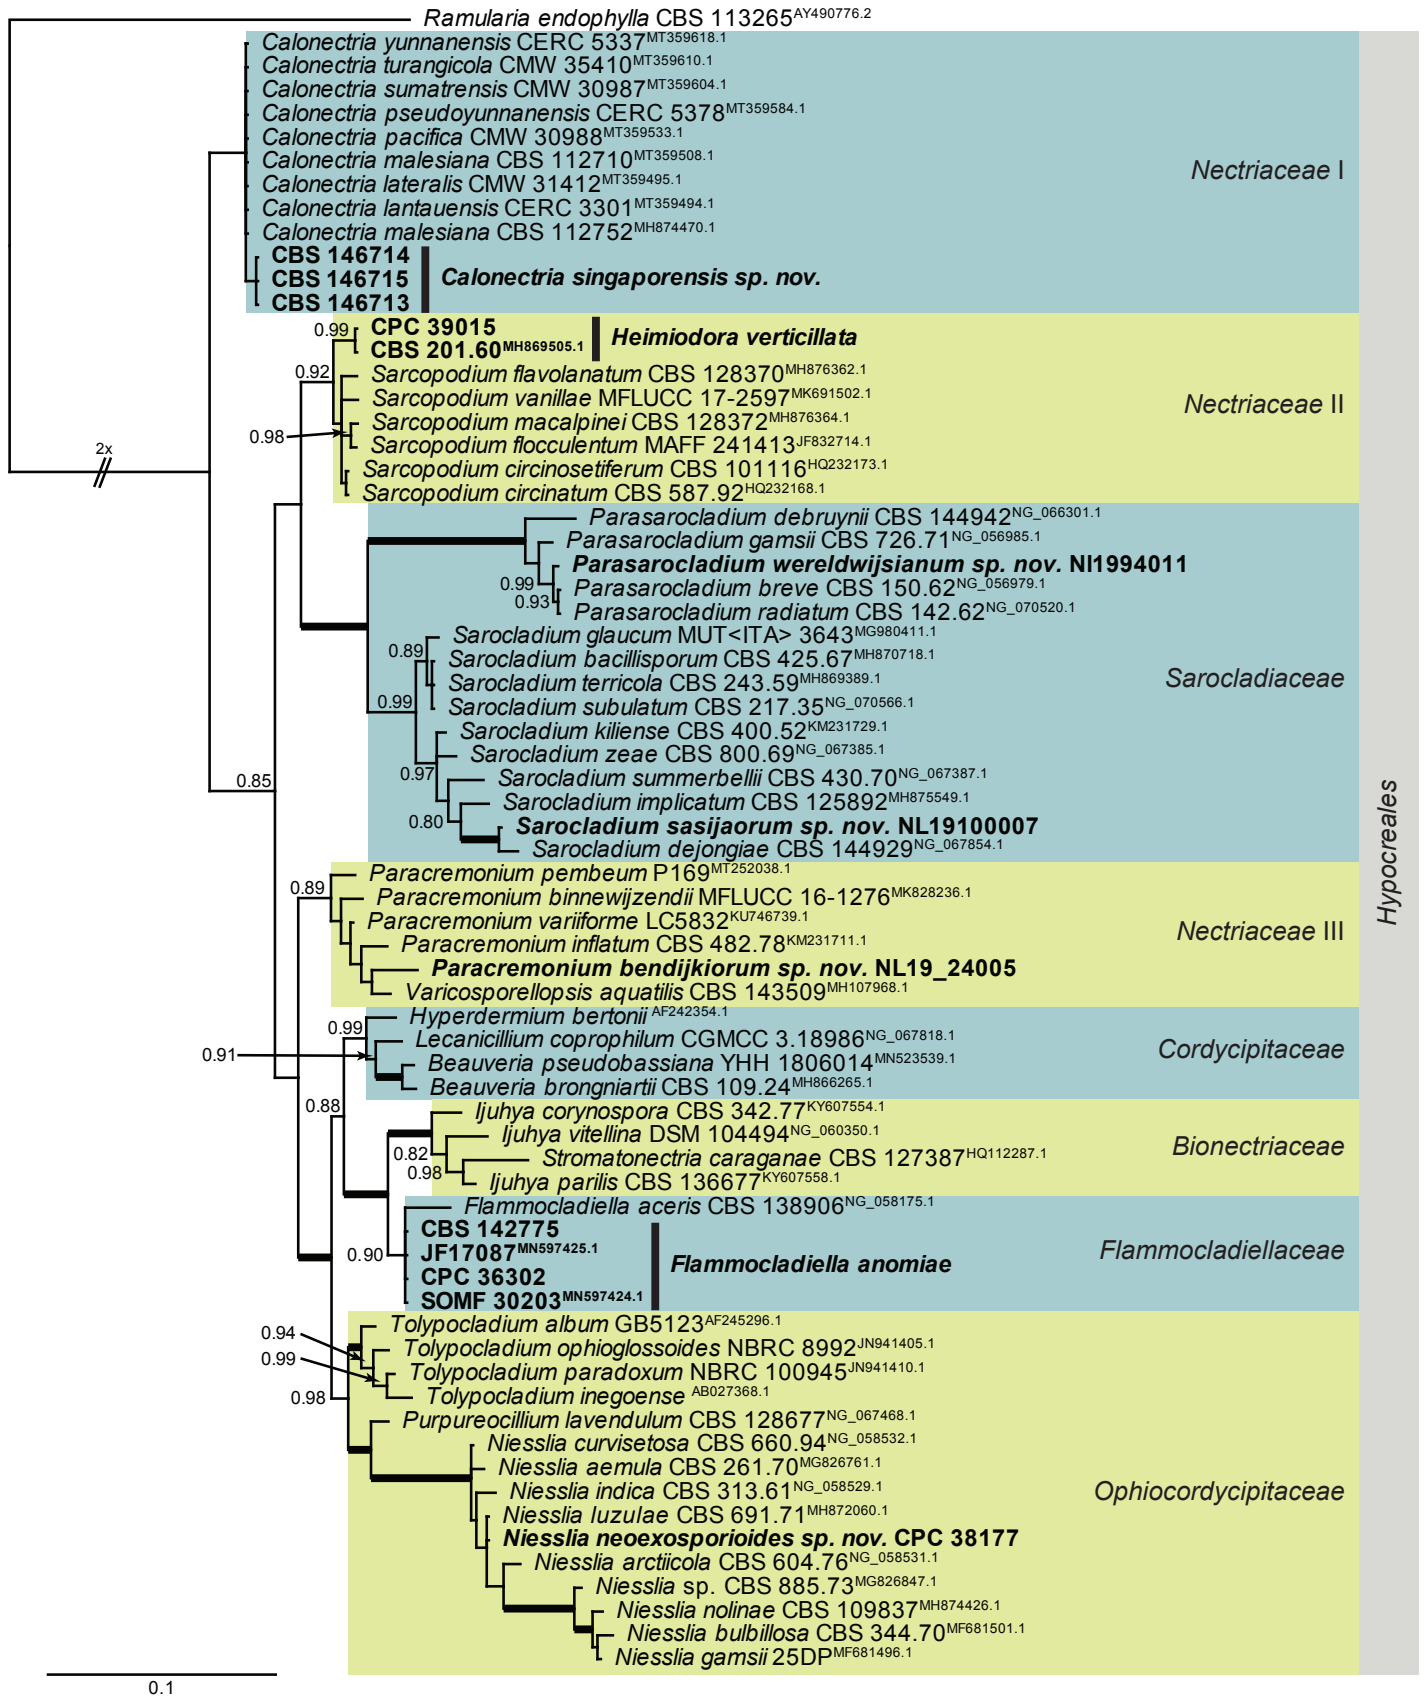 Ramularia endophylla CBS 113265AY490776.2
Calonectria yunnanensis CERC 5337MT359618.1
Calonectria turangicola CMW 35410MT359610.1
Calonectria sumatrensis CMW 30987MT359604.1
Calonectria pseudoyunnanensis CERC 5378MT359584.1
Calonectria pacifica CMW 30988MT359533.1
Calonectria malesiana CBS 112710MT359508.1
Nectriaceae I
Calonectria lateralis CMW 31412MT359495.1
Calonectria lantauensis CERC 3301MT359494.1
Calonectria malesiana CBS 112752MH874470.1
CBS 146714
CBS 146715
Calonectria singaporensis sp. nov.
CBS 146713
0.99
CPC 39015
Heimiodora verticillata
CBS 201.60MH869505.1
0.92
Sarcopodium flavolanatum CBS 128370MH876362.1
Sarcopodium vanillae MFLUCC 17-2597MK691502.1
Nectriaceae II
Sarcopodium macalpinei CBS 128372MH876364.1
0.98
Sarcopodium flocculentum MAFF 241413JF832714.1
2x
Sarcopodium circinosetiferum CBS 101116HQ232173.1
Sarcopodium circinatum CBS 587.92HQ232168.1
Parasarocladium debruynii CBS 144942NG_066301.1
Parasarocladium gamsii CBS 726.71NG_056985.1
Parasarocladium wereldwijsianum sp. nov. NI1994011
0.99
Parasarocladium breve CBS 150.62NG_056979.1
0.93
Parasarocladium radiatum CBS 142.62NG_070520.1
Sarocladium glaucum MUT<ITA> 3643MG980411.1
0.89
Sarocladium bacillisporum CBS 425.67MH870718.1
Sarocladiaceae
Sarocladium terricola CBS 243.59MH869389.1
0.99
Sarocladium subulatum CBS 217.35NG_070566.1
Sarocladium kiliense CBS 400.52KM231729.1
Sarocladium zeae CBS 800.69NG_067385.1
0.97
0.85
Sarocladium summerbellii CBS 430.70NG_067387.1
Sarocladium implicatum CBS 125892MH875549.1
0.80
Sarocladium sasijaorum sp. nov. NL19100007
Sarocladium dejongiae CBS 144929NG_067854.1
Hypocreales
Paracremonium pembeum P169MT252038.1
0.89
Paracremonium binnewijzendii MFLUCC 16-1276MK828236.1
Paracremonium variiforme LC5832KU746739.1
Nectriaceae III
Paracremonium inflatum CBS 482.78KM231711.1
Paracremonium bendijkiorum sp. nov. NL19_24005
Varicosporellopsis aquatilis CBS 143509MH107968.1
Hyperdermium bertonii AF242354.1
0.99
Lecanicillium coprophilum CGMCC 3.18986NG_067818.1
Cordycipitaceae
0.91
Beauveria pseudobassiana YHH 1806014MN523539.1
Beauveria brongniartii CBS 109.24MH866265.1
0.88
Ijuhya corynospora CBS 342.77KY607554.1
Ijuhya vitellina DSM 104494NG_060350.1
Bionectriaceae
0.82
Stromatonectria caraganae CBS 127387HQ112287.1
0.98
Ijuhya parilis CBS 136677KY607558.1
Flammocladiella aceris CBS 138906NG_058175.1
CBS 142775
0.90
JF17087MN597425.1
Flammocladiellaceae
Flammocladiella anomiae
CPC 36302
SOMF 30203MN597424.1
Tolypocladium album GB5123AF245296.1
0.94
Tolypocladium ophioglossoides NBRC 8992JN941405.1
0.99
Tolypocladium paradoxum NBRC 100945JN941410.1
0.98
Tolypocladium inegoense AB027368.1
Purpureocillium lavendulum CBS 128677NG_067468.1
Niesslia curvisetosa CBS 660.94NG_058532.1
Niesslia aemula CBS 261.70MG826761.1
Niesslia indica CBS 313.61NG_058529.1
Ophiocordycipitaceae
Niesslia luzulae CBS 691.71MH872060.1
Niesslia neoexosporioides sp. nov. CPC 38177
Niesslia arctiicola CBS 604.76NG_058531.1
Niesslia sp. CBS 885.73MG826847.1
Niesslia nolinae CBS 109837MH874426.1
Niesslia bulbillosa CBS 344.70MF681501.1
Niesslia gamsii 25DPMF681496.1
0.1